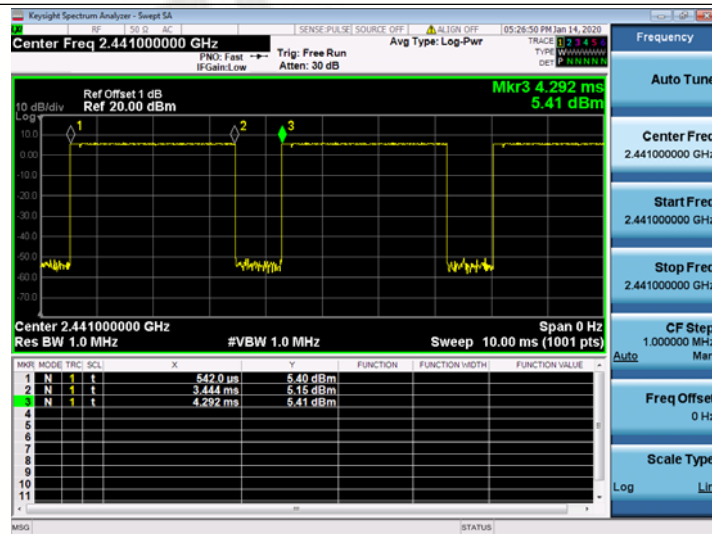 Keysight Spectrum Analyzer - Swept SA
RF 50 Ω AC SENSE:PULSE SOURCE OFF ALIGN OFF 05:26:50 PM Jan 14, 2020
Center Freq 2.441000000 GHz
PNO: Fast
IFGain:Low
Trig: Free Run
Atten: 30 dB
Avg Type: Log-Pwr
TRACE 1 2 3 4 5 6
TYPE W
DET P N N N N N
Mkr3 4.292 ms
5.41 dBm
Ref Offset 1 dB
10 dB/div Ref 20.00 dBm
Log
1 2 3
10.0
0.00
-10.0
-20.0
-30.0
-40.0
-50.0
-60.0
-70.0
Center 2.441000000 GHz Span 0 Hz
Res BW 1.0 MHz #VBW 1.0 MHz Sweep 10.00 ms (1001 pts)
MKR MODE TRC SCL X Y FUNCTION FUNCTION WIDTH FUNCTION VALUE
1 N 1 t 542.0 µs 5.40 dBm
2 N 1 t 3.444 ms 5.15 dBm
3 N 1 t 4.292 ms 5.41 dBm
4
5
6
7
8
9
10
11
MSG STATUS
Frequency
Auto Tune
Center Freq
2.441000000 GHz
Start Freq
2.441000000 GHz
Stop Freq
2.441000000 GHz
CF Step
1.000000 MHz
Auto Man
Freq Offset
0 Hz
Scale Type
Log Lin